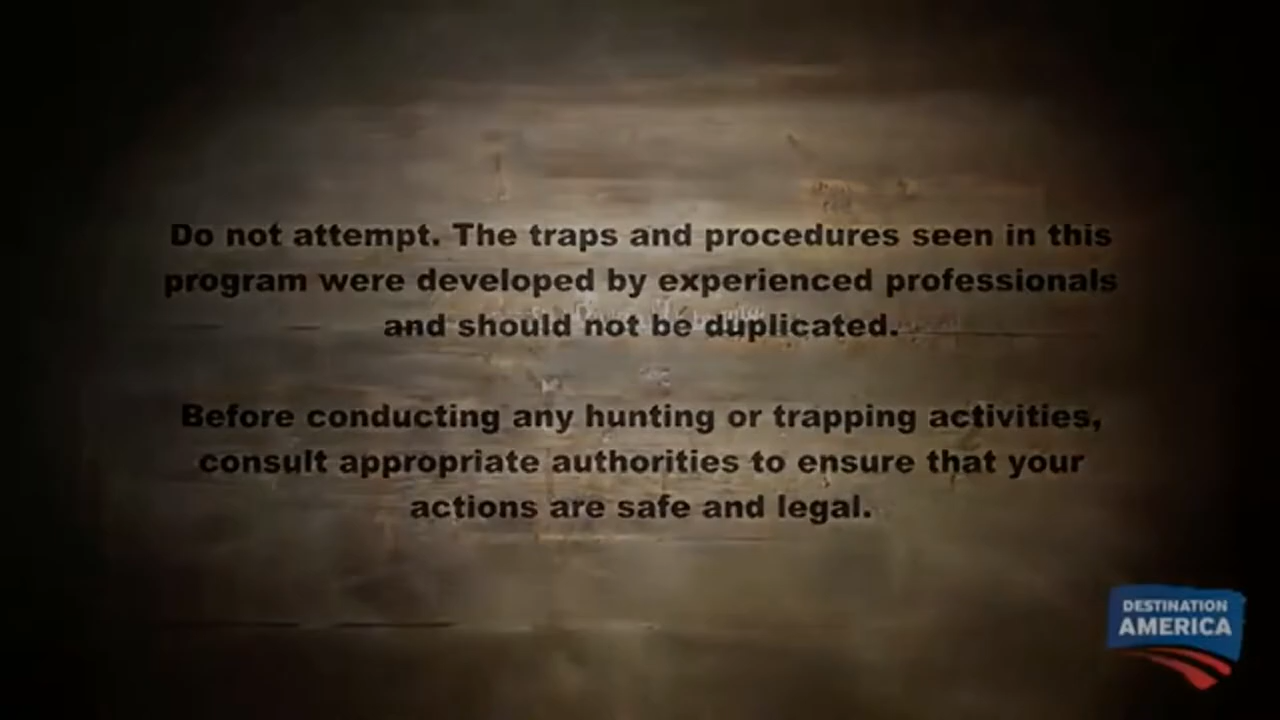 Do not attempt. The traps and procedures seen in this
program were developed by experienced professionals
and should not be duplicated.
Before conducting any hunting or trapping activities,
consult appropriate authorities to ensure that your
actions are safe and legal.
DESTINATION
AMERICA